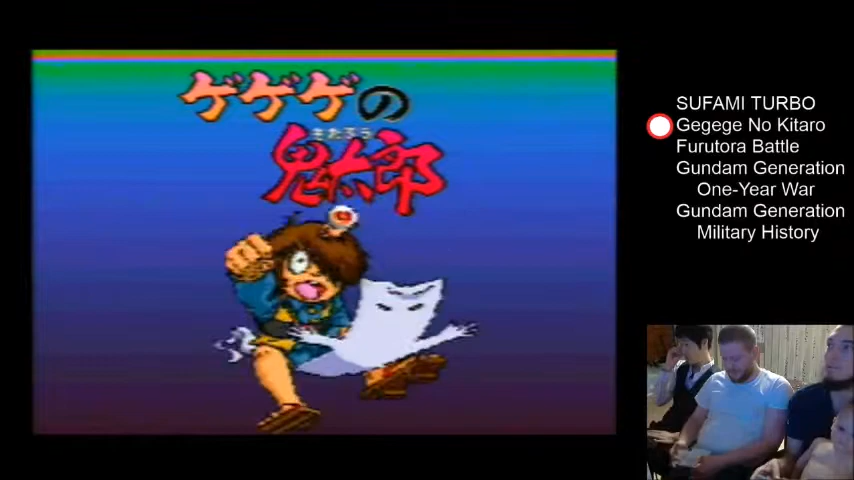 ゲゲゲの
きたろう
鬼太郎
SUFAMI TURBO
Gegege No Kitaro
Furutora Battle
Gundam Generation
One-Year War
Gundam Generation
Military History